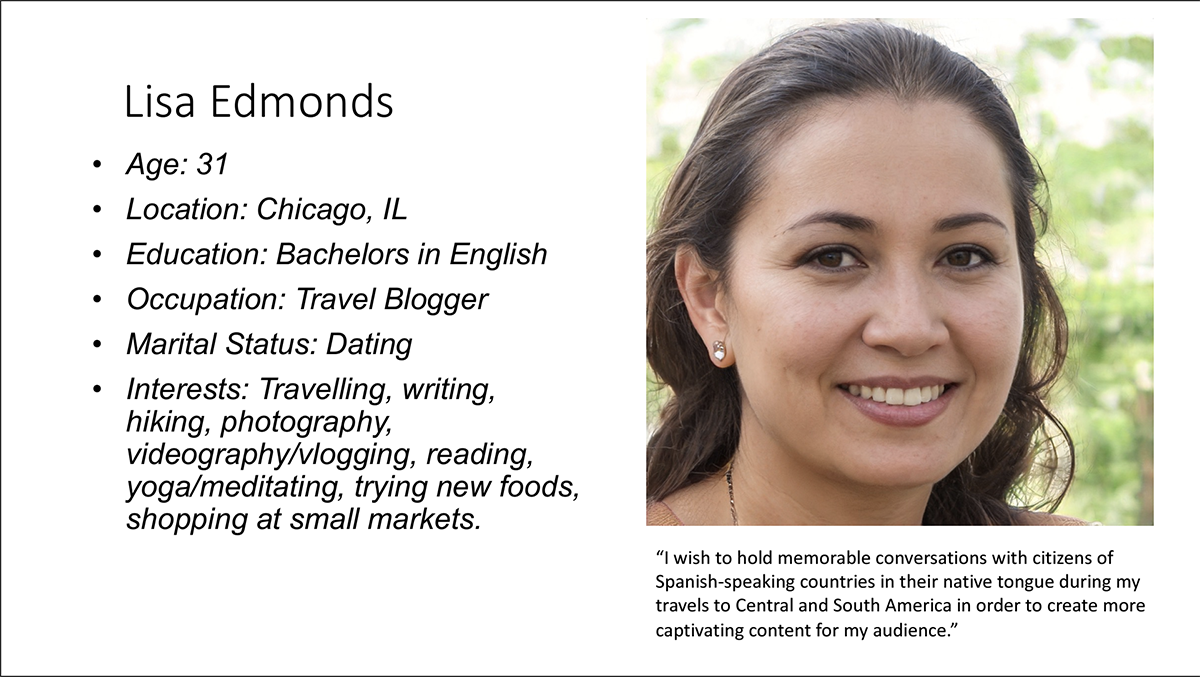 Lisa Edmonds
• Age: 31
• Location: Chicago, IL
• Education: Bachelors in English
• Occupation: Travel Blogger
• Marital Status: Dating
• Interests: Travelling, writing,
hiking, photography,
videography/vlogging, reading,
yoga/meditating, trying new foods,
shopping at small markets.
“I wish to hold memorable conversations with citizens of
Spanish-speaking countries in their native tongue during my
travels to Central and South America in order to create more
captivating content for my audience.”